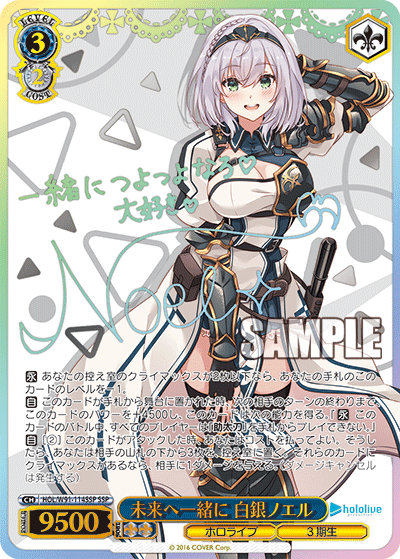 LEVEL
3
2
COST
一緒につよつよなろ♡
大好き♡
Noel
SAMPLE
永 あなたの控え室のクライマックスが2枚以下なら、あなたの手札のこの
カードのレベルを－1。
自 このカードが手札から舞台に置かれた時、次の相手のターンの終わりまで
このカードのパワーを＋4500し、このカードは次の能力を得る。『永 この
カードのバトル中、すべてのプレイヤーは『助太刀』を手札からプレイできない。』
自 ［②］ このカードがアタックした時、あなたはコストを払ってよい。そうし
たら、あなたは相手の山札の下から3枚を、控え室に置く。それらのカードに
クライマックスがあるなら、相手に1ダメージを与える。（ダメージキャンセル
は発生する）
CH HOL/W91-114SSP SSP
POWER
9500
未来へ一緒に 白銀ノエル
hololive
ホロライブ
3期生
© 2016 COVER Corp.